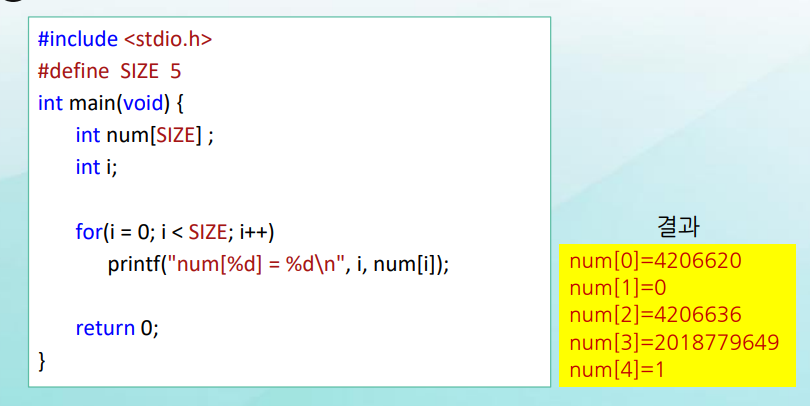 #include <stdio.h>
#define SIZE 5
int main(void) {
int num[SIZE] ;
int i;
for(i = 0; i < SIZE; i++)
printf("num[%d] = %d\n", i, num[i]);
return 0;
}
결과
num[0]=4206620
num[1]=0
num[2]=4206636
num[3]=2018779649
num[4]=1